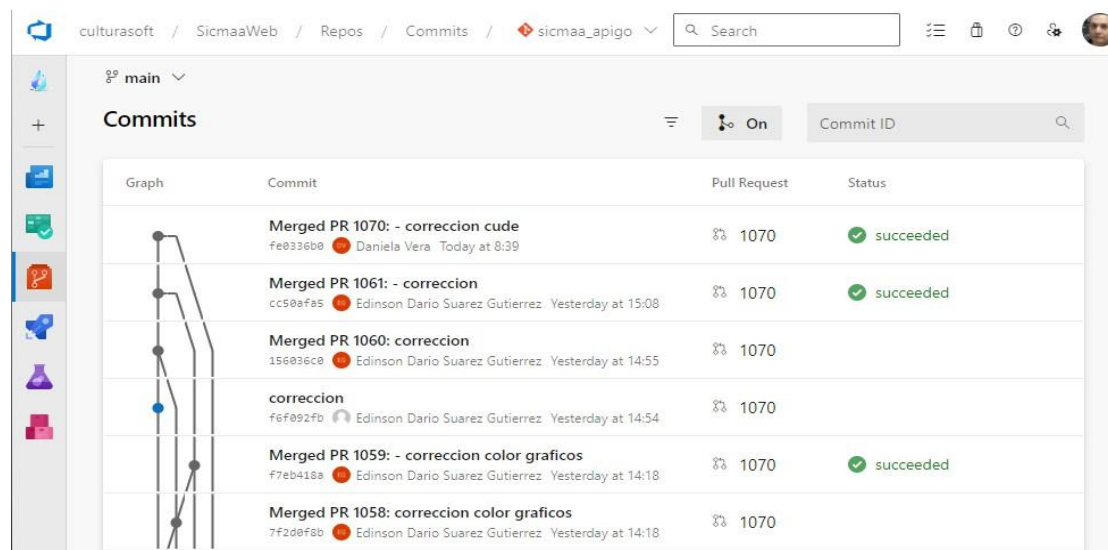 culturasoft / SicmaaWeb / Repos / Commits / sicmaa_apigo Search
main
Commits On Commit ID
Graph Commit Pull Request Status
Merged PR 1070: - correccion cude
fe0336b0 DV Daniela Vera Today at 8:39 1070 succeeded
Merged PR 1061: - correccion
cc50afa5 EG Edinson Dario Suarez Gutierrez Yesterday at 15:08 1070 succeeded
Merged PR 1060: correccion
156036c0 EG Edinson Dario Suarez Gutierrez Yesterday at 14:55 1070
correccion
f6f092fb Edinson Dario Suarez Gutierrez Yesterday at 14:54 1070
Merged PR 1059: - correccion color graficos
f7eb418a EG Edinson Dario Suarez Gutierrez Yesterday at 14:18 1070 succeeded
Merged PR 1058: correccion color graficos
7f2d0f8b EG Edinson Dario Suarez Gutierrez Yesterday at 14:18 1070